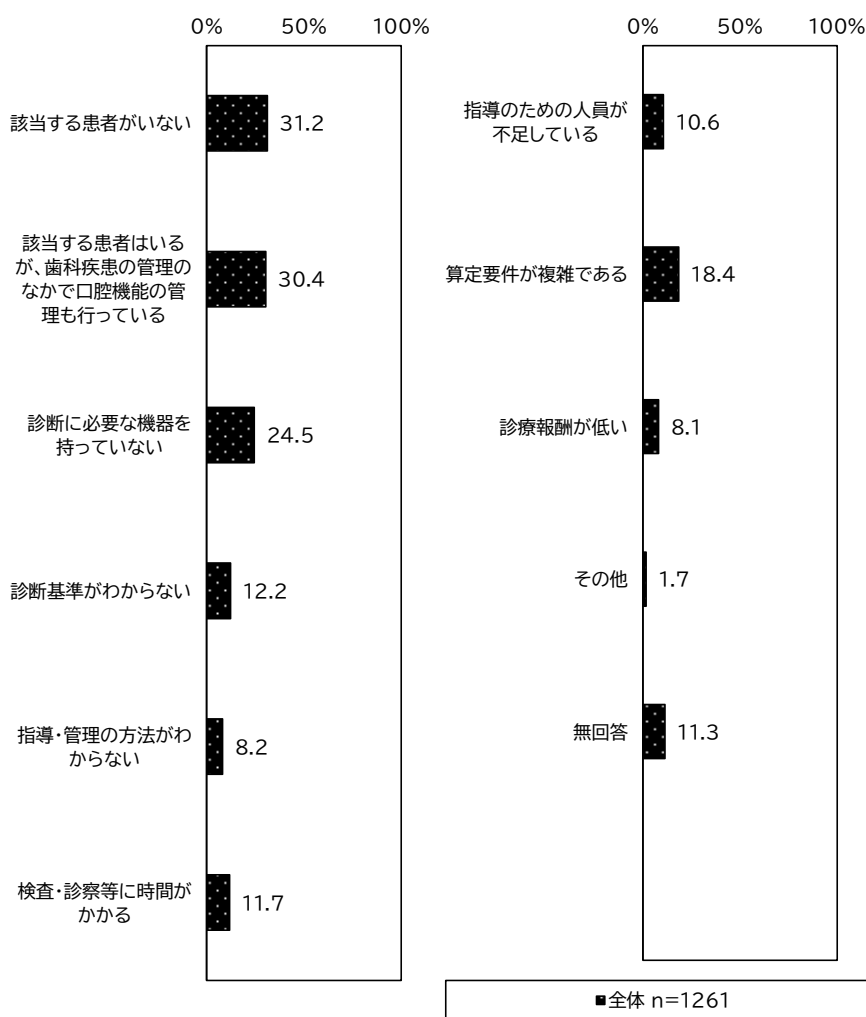 0%
50%
100%
該当する患者がいない
31.2
該当する患者はいる
が、歯科疾患の管理の
なかで口腔機能の管
理も行っている
30.4
診断に必要な機器を
持っていない
24.5
診断基準がわからない
12.2
指導・管理の方法がわ
からない
8.2
検査・診察等に時間が
かかる
11.7
0%
50%
100%
指導のための人員が
不足している
10.6
算定要件が複雑である
18.4
診療報酬が低い
8.1
その他
1.7
無回答
11.3
全体 n=1261